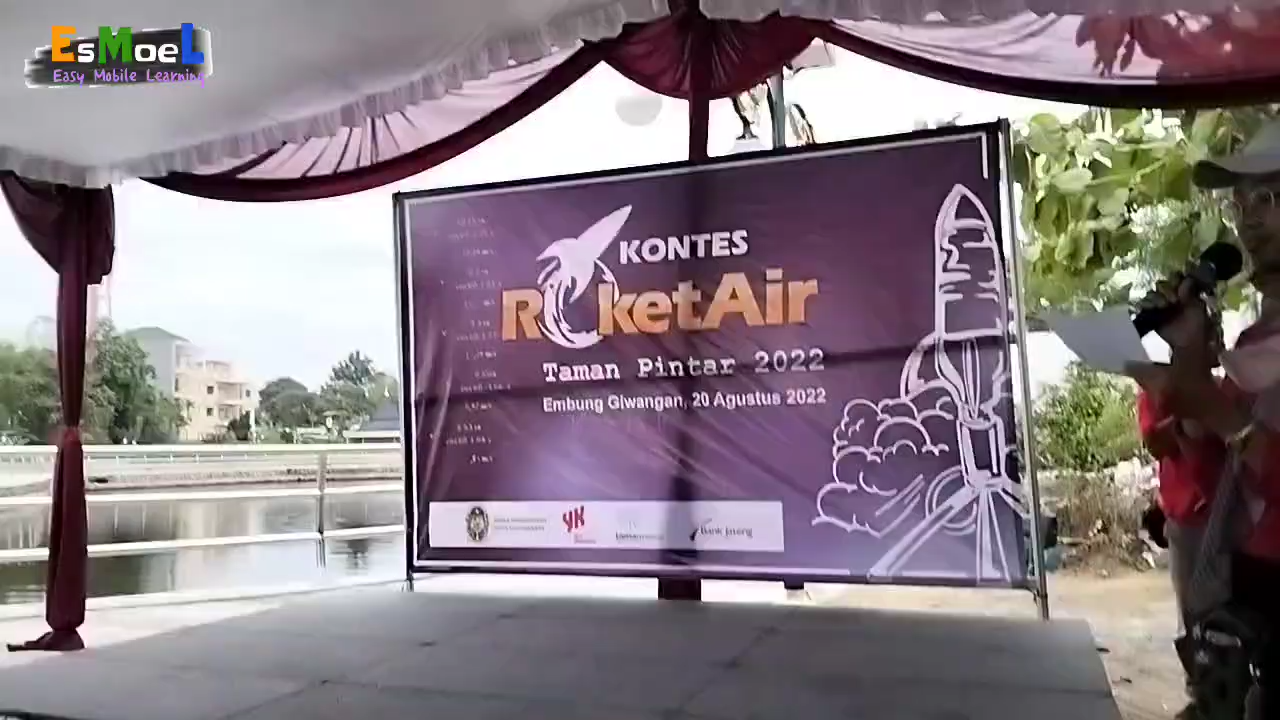 EsMoeL
Easy Mobile Learning
KONTES
RoketAir
Taman Pintar 2022
Embung Giwangan, 20 Agustus 2022
YK
Bank Jateng